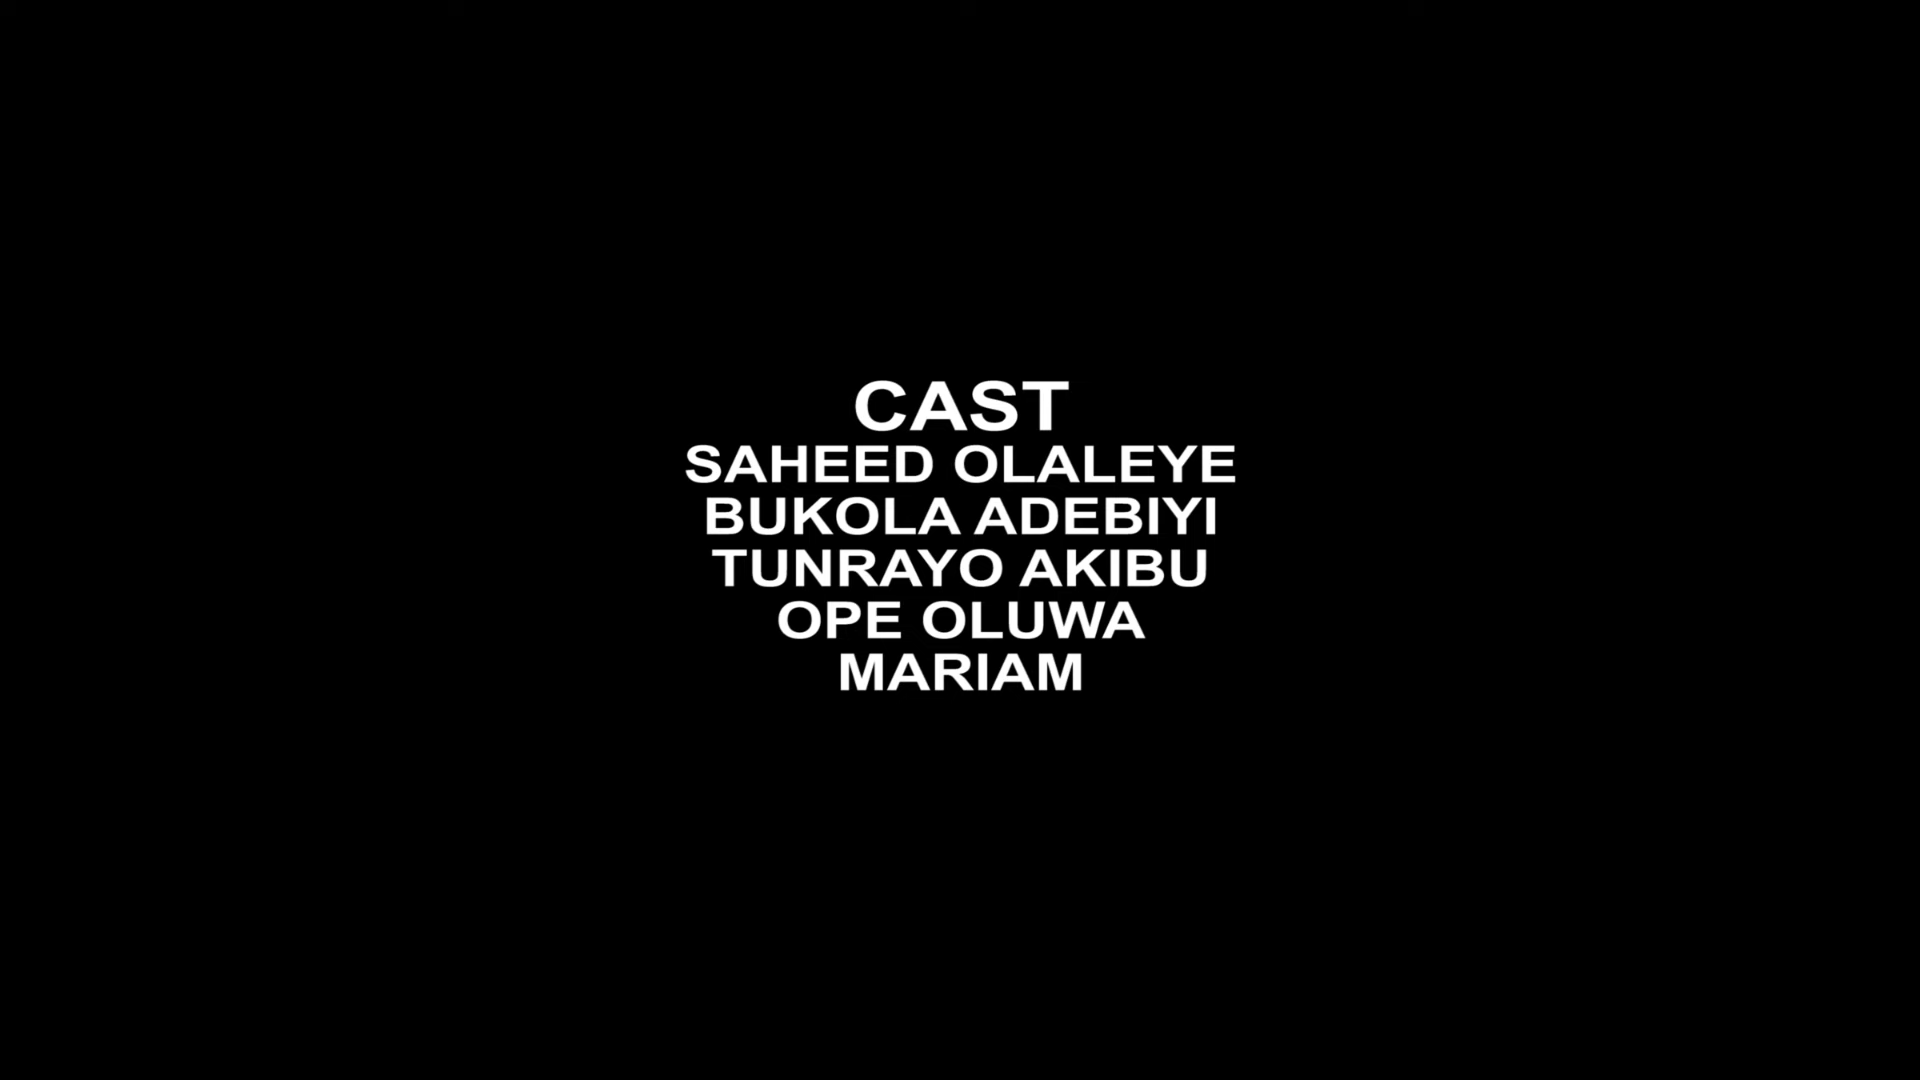 CAST
SAHEED OLALEYE
BUKOLA ADEBIYI
TUNRAYO AKIBU
OPE OLUWA
MARIAM